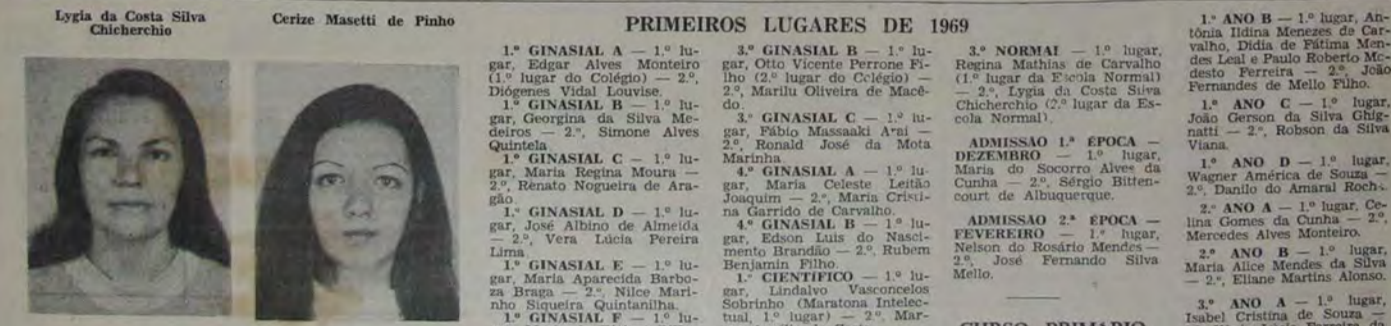 Lygia da Costa Silva
Chicherchio
Cerize Masetti de Pinho
PRIMEIROS LUGARES DE 1969
1.º GINASIAL A — 1.º lu-
gar, Edgar Alves Monteiro
(1.º lugar do Colégio) — 2.º,
Diógenes Vidal Louvise.
1.º GINASIAL B — 1.º lu-
gar, Georgina da Silva Me-
deiros — 2.º, Simone Alves
Quintela.
1.º GINASIAL C — 1.º lu-
gar, Maria Regina Moura —
2.º, Renato Nogueira de Ara-
gão.
1.º GINASIAL D — 1.º lu-
gar, José Albino de Almeida
— 2.º, Vera Lúcia Pereira
Lima.
1.º GINASIAL E — 1.º lu-
gar, Maria Aparecida Barbo-
za Braga — 2.º, Nilce Mari-
nho Siqueira Quintanilha.
1.º GINASIAL F — 1.º lu-
3.º GINASIAL B — 1.º lu-
gar, Otto Vicente Perrone Fi-
lho (2.º lugar do Colégio) —
2.º, Marilu Oliveira de Macê-
do.
3.º GINASIAL C — 1.º lu-
gar, Fábio Massaaki Arai —
2.º, Ronald José da Mota
Marinha.
4.º GINASIAL A — 1.º lu-
gar, Maria Celeste Leitão
Joaquim — 2.º, Maria Cristi-
na Garrido de Carvalho.
4.º GINASIAL B — 1.º lu-
gar, Edson Luis do Nasci-
mento Brandão — 2.º, Rubem
Benjamin Filho.
1.º CIENTIFICO — 1.º lu-
gar, Lindalvo Vasconcelos
Sobrinho (Maratona Intelec-
tual, 1.º lugar) — 2.º, Mar-
3.º NORMAL — 1.º lugar,
Regina Mathias de Carvalho
(1.º lugar da Escola Normal)
— 2.º, Lygia da Costa Silva
Chicherchio (2.º lugar da Es-
cola Normal).
ADMISSAO 1.ª ÉPOCA —
DEZEMBRO — 1.º lugar,
Maria do Socorro Alves da
Cunha — 2.º, Sérgio Bitten-
court de Albuquerque.
ADMISSAO 2.ª ÉPOCA —
FEVEREIRO — 1.º lugar,
Nelson do Rosário Mendes —
2.º, José Fernando Silva
Mello.
CURSO PRIMÁRIO
1.º ANO B — 1.º lugar, An-
tônia Ildina Menezes de Car-
valho, Didia de Fátima Men-
des Leal e Paulo Roberto Mo-
desto Ferreira — 2.º, João
Fernandes de Mello Filho.
1.º ANO C — 1.º lugar,
João Gerson da Silva Ghig-
natti — 2.º, Robson da Silva
Viana.
1.º ANO D — 1.º lugar,
Wagner América de Souza —
2.º, Danilo do Amaral Rocha.
2.º ANO A — 1.º lugar, Ce-
lina Gomes da Cunha — 2.º,
Mercedes Alves Monteiro.
2.º ANO B — 1.º lugar,
Maria Alice Mendes da Silva
— 2.º, Eliane Martins Alonso.
3.º ANO A — 1.º lugar,
Isabel Cristina de Souza —